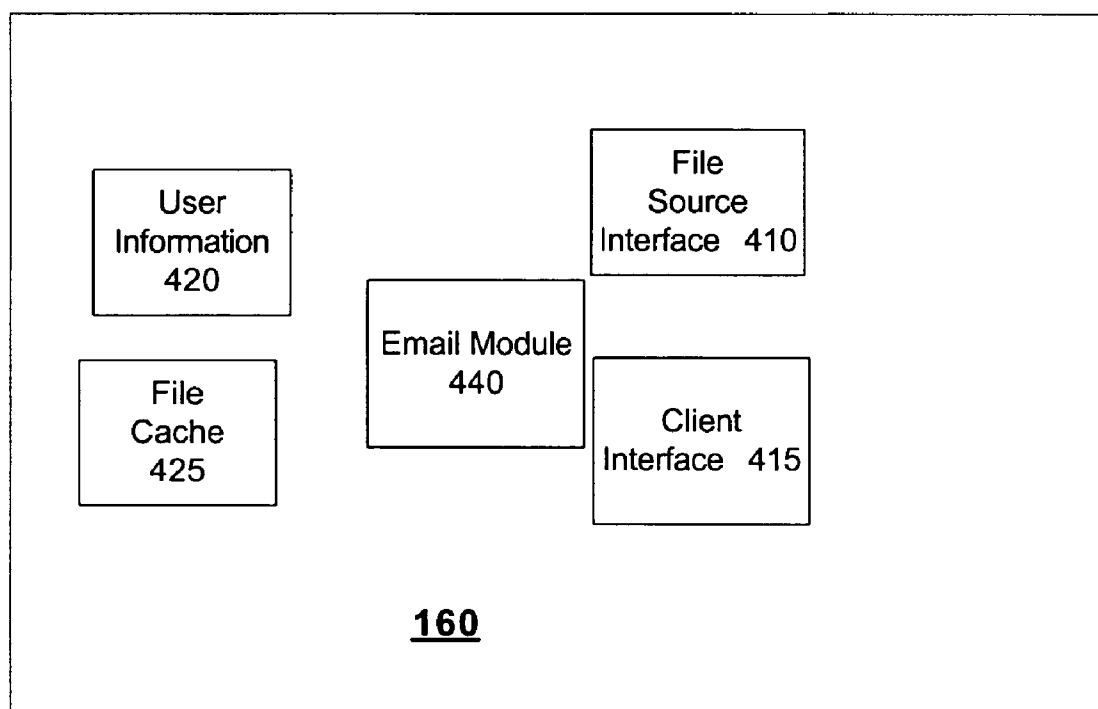 User
Information
420
File
Cache
425
Email Module
440
File
Source
Interface 410
Client
Interface 415
160